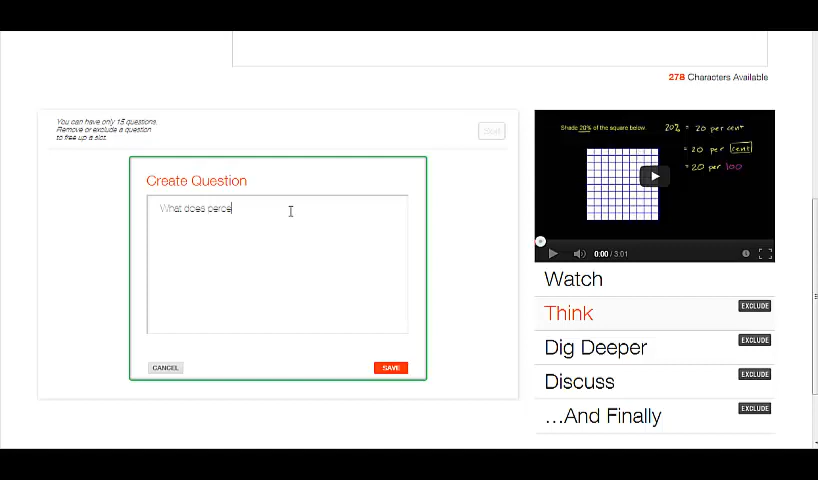 278 Characters Available
You can have only 15 questions.
Remove or exclude a question
to free up a slot.
Create Question
What does perce
CANCEL
SAVE
Shade 20% of the square below.
20% = 20 per cent
= 20 per cent
= 20 per 100
0:00 / 3:01
Watch
Think
EXCLUDE
Dig Deeper
EXCLUDE
Discuss
EXCLUDE
...And Finally
EXCLUDE